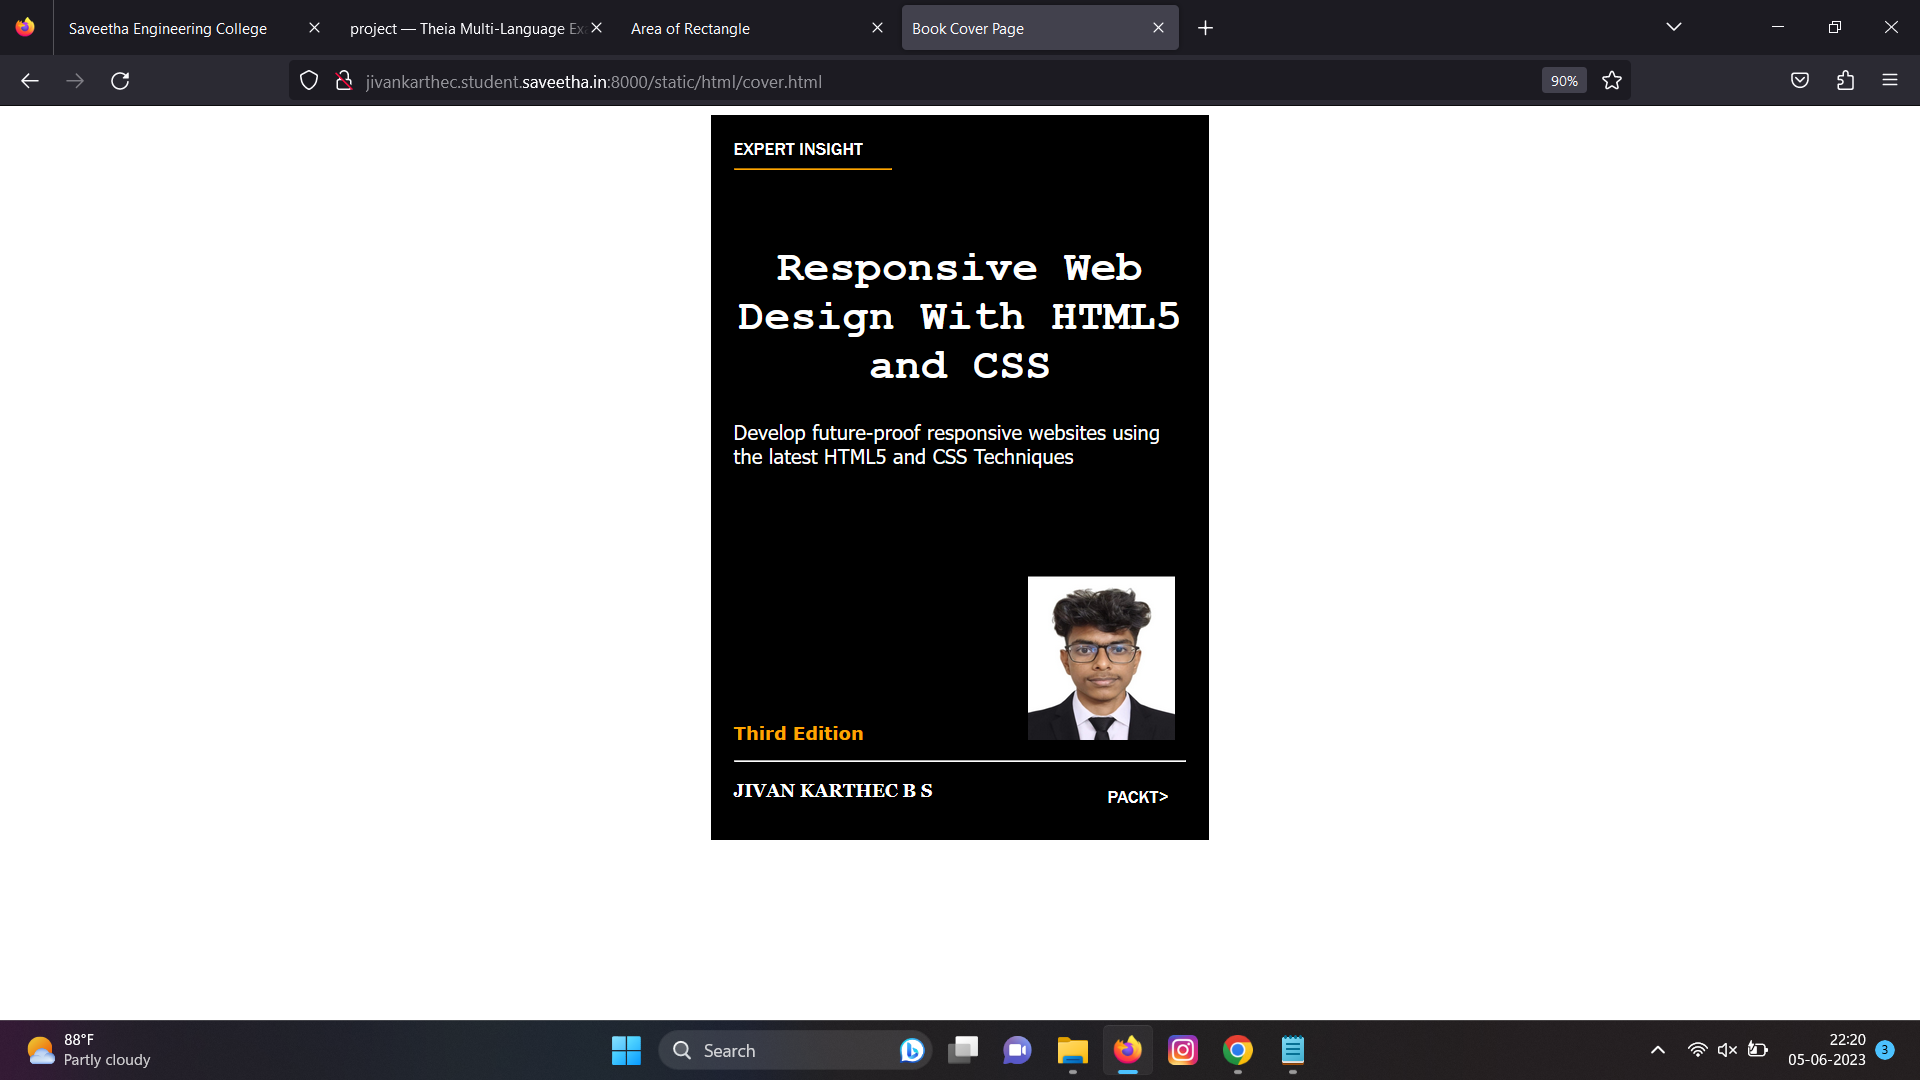 Saveetha Engineering College
project — Theia Multi-Language Ex
Area of Rectangle
Book Cover Page
jivankarthec.student.saveetha.in:8000/static/html/cover.html
90%
EXPERT INSIGHT
Responsive Web
Design With HTML5
and CSS
Develop future-proof responsive websites using
the latest HTML5 and CSS Techniques
Third Edition
JIVAN KARTHEC B S
PACKT>
88°F
Partly cloudy
Search
22:20
05-06-2023
3